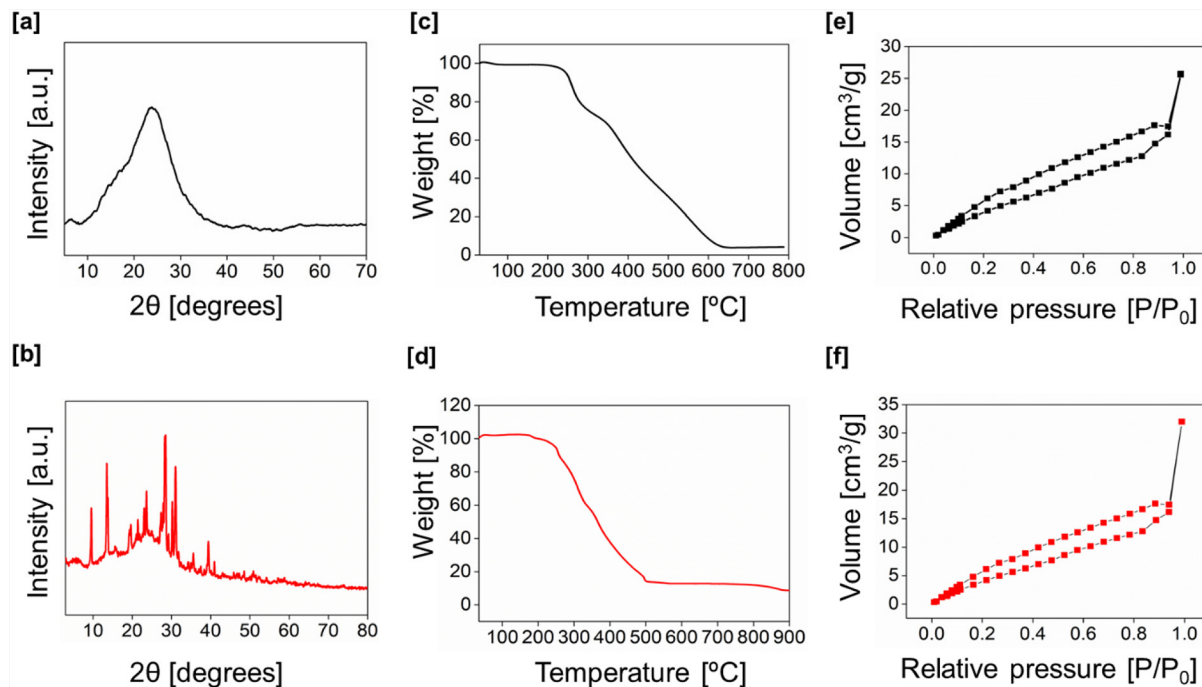 [a]
Intensity [a.u.]
10 20 30 40 50 60 70
2θ [degrees]
[c]
Weight [%]
100
80
60
40
20
0
100 200 300 400 500 600 700 800
Temperature [ºC]
[e]
Volume [cm³/g]
30
25
20
15
10
5
0
0.0 0.2 0.4 0.6 0.8 1.0
Relative pressure [P/P₀]
[b]
Intensity [a.u.]
10 20 30 40 50 60 70 80
2θ [degrees]
[d]
Weight [%]
120
100
80
60
40
20
0
100 200 300 400 500 600 700 800 900
Temperature [ºC]
[f]
Volume [cm³/g]
35
30
25
20
15
10
5
0
0.0 0.2 0.4 0.6 0.8 1.0
Relative pressure [P/P₀]